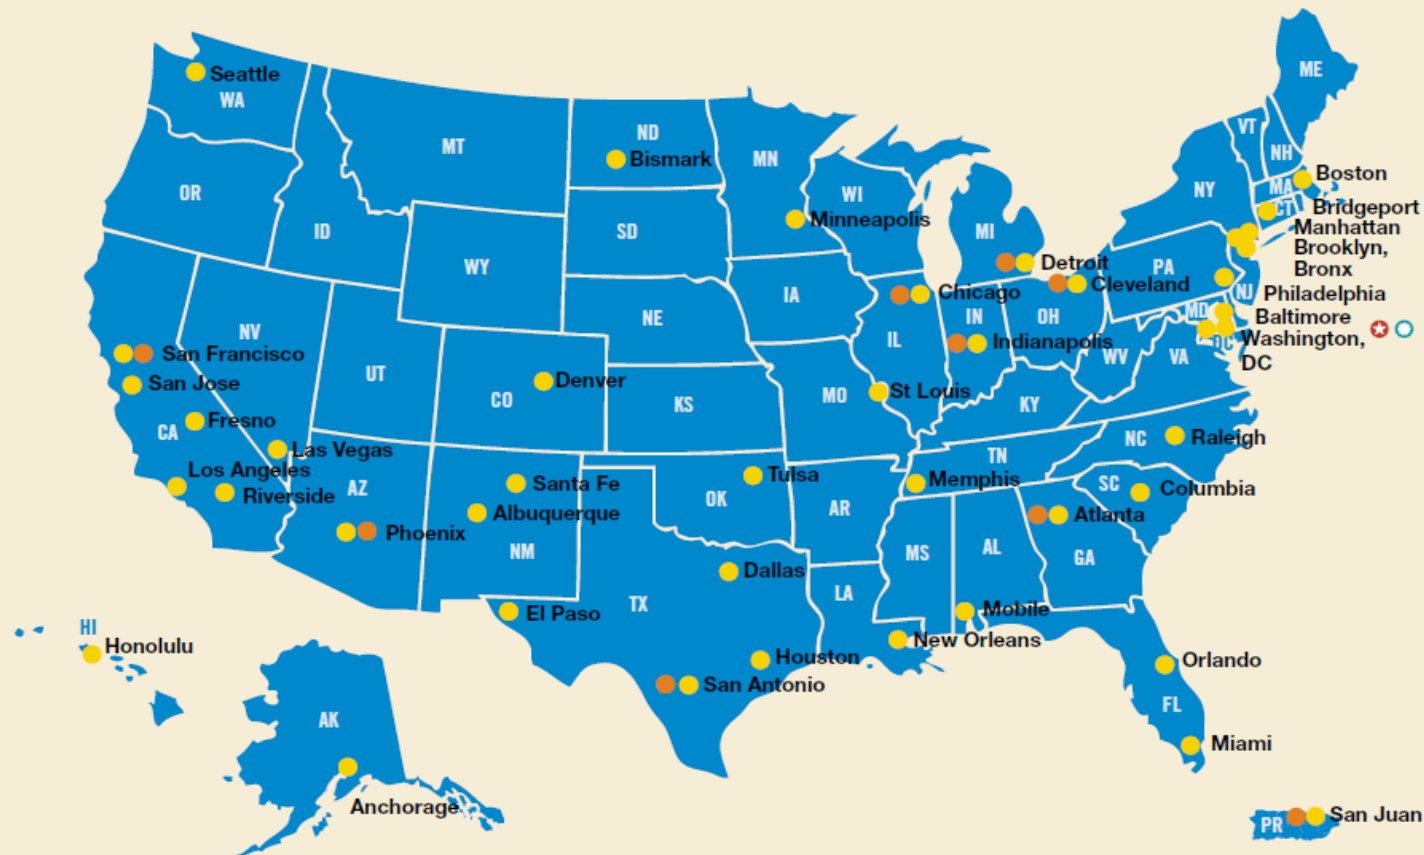 ME
Seattle
WA
VT
ND
MT
MN
NH
Bismark
Boston
MA
NY
OR
WI
CT
Bridgeport
Minneapolis
Manhattan
ID
SD
MI
Brooklyn,
Bronx
Detroit
WY
PA
Cleveland
IA
Chicago
NJ
Philadelphia
MD
NE
IN
OH
Baltimore
NV
IL
Indianapolis
Washington,
DC
DC
San Francisco
WV
VA
UT
San Jose
Denver
St Louis
CO
KS
MO
KY
Fresno
CA
NC
Raleigh
Las Vegas
TN
Los Angeles
Tulsa
Memphis
Santa Fe
SC
Columbia
Riverside
AZ
OK
AR
Albuquerque
Atlanta
Phoenix
NM
MS
AL
GA
Dallas
LA
TX
El Paso
Mobile
HI
New Orleans
Honolulu
Houston
Orlando
San Antonio
FL
AK
Miami
Anchorage
PR
San Juan